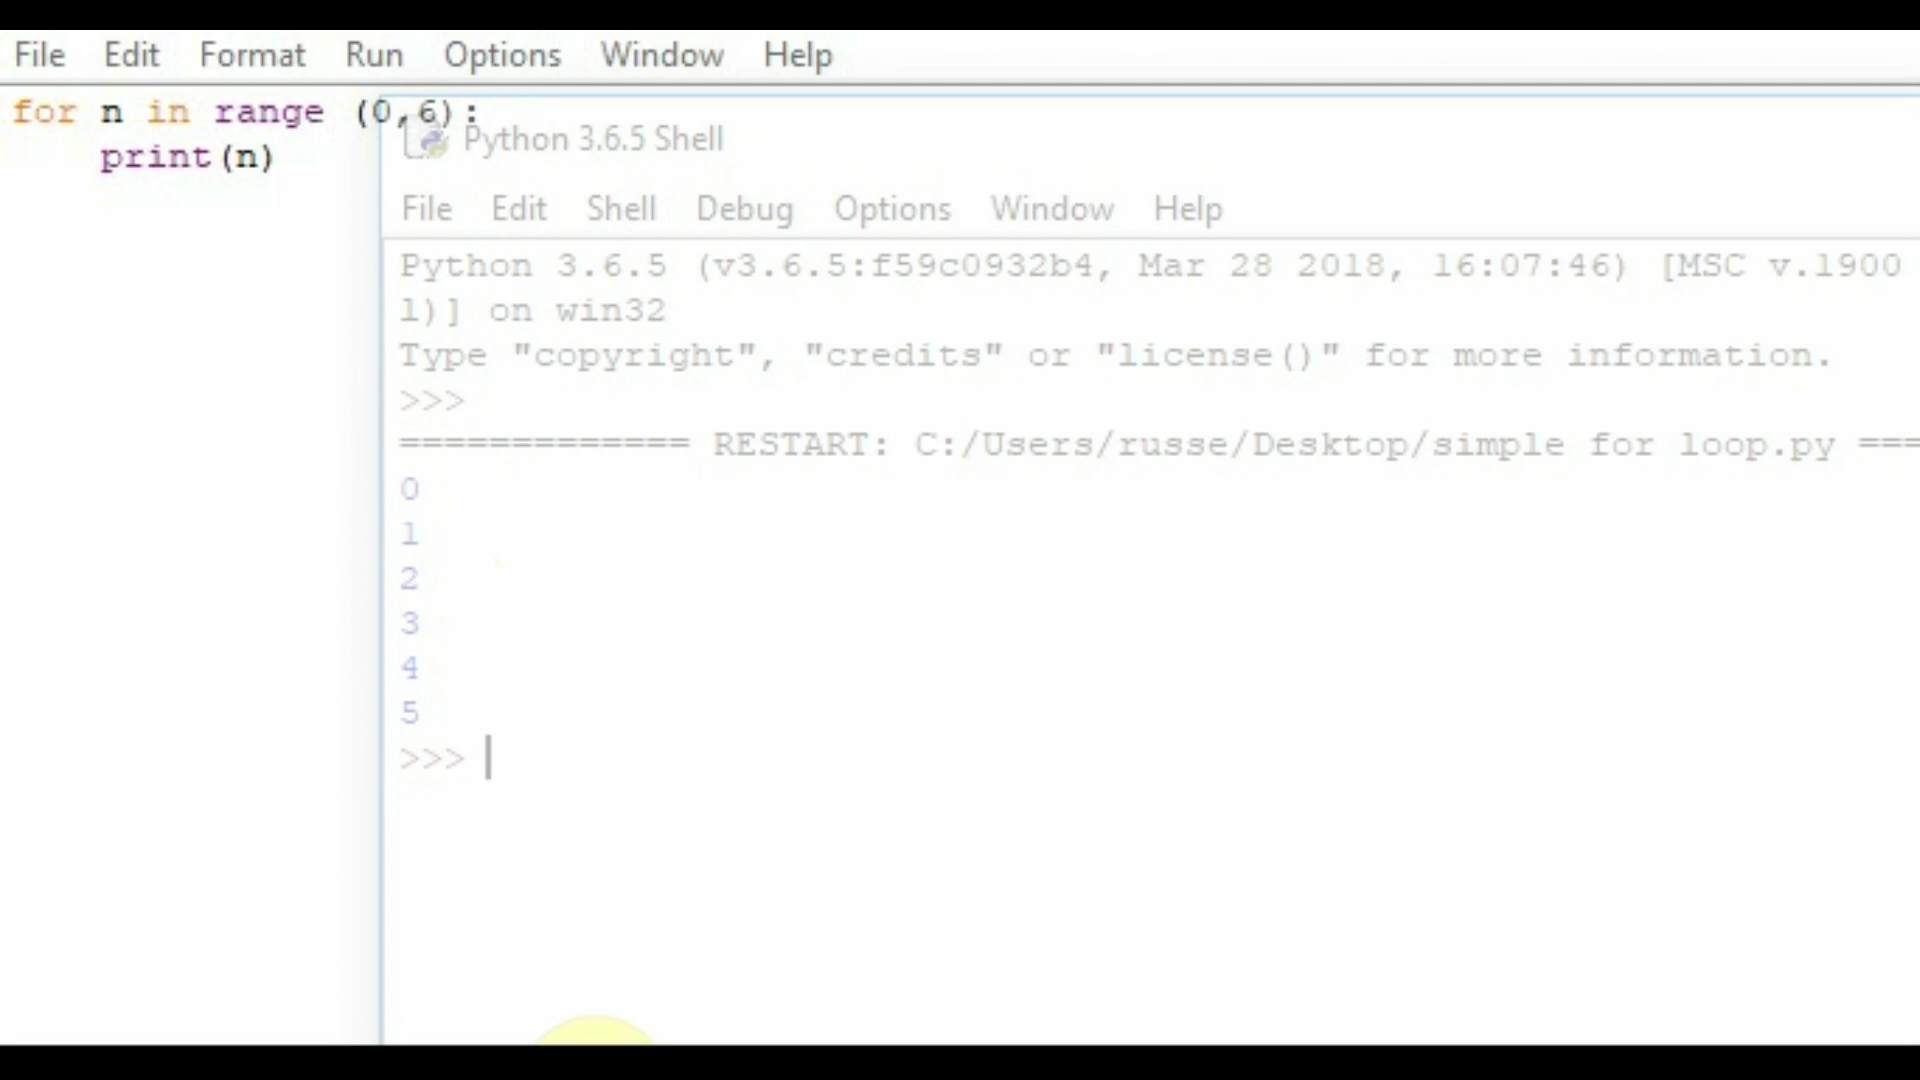 File Edit Format Run Options Window Help
for n in range (0,6):
print(n)
Python 3.6.5 Shell
File Edit Shell Debug Options Window Help
Python 3.6.5 (v3.6.5:f59c0932b4, Mar 28 2018, 16:07:46) [MSC v.1900
l)] on win32
Type "copyright", "credits" or "license()" for more information.
>>>
============= RESTART: C:/Users/russe/Desktop/simple for loop.py ===
0
1
2
3
4
5
>>>